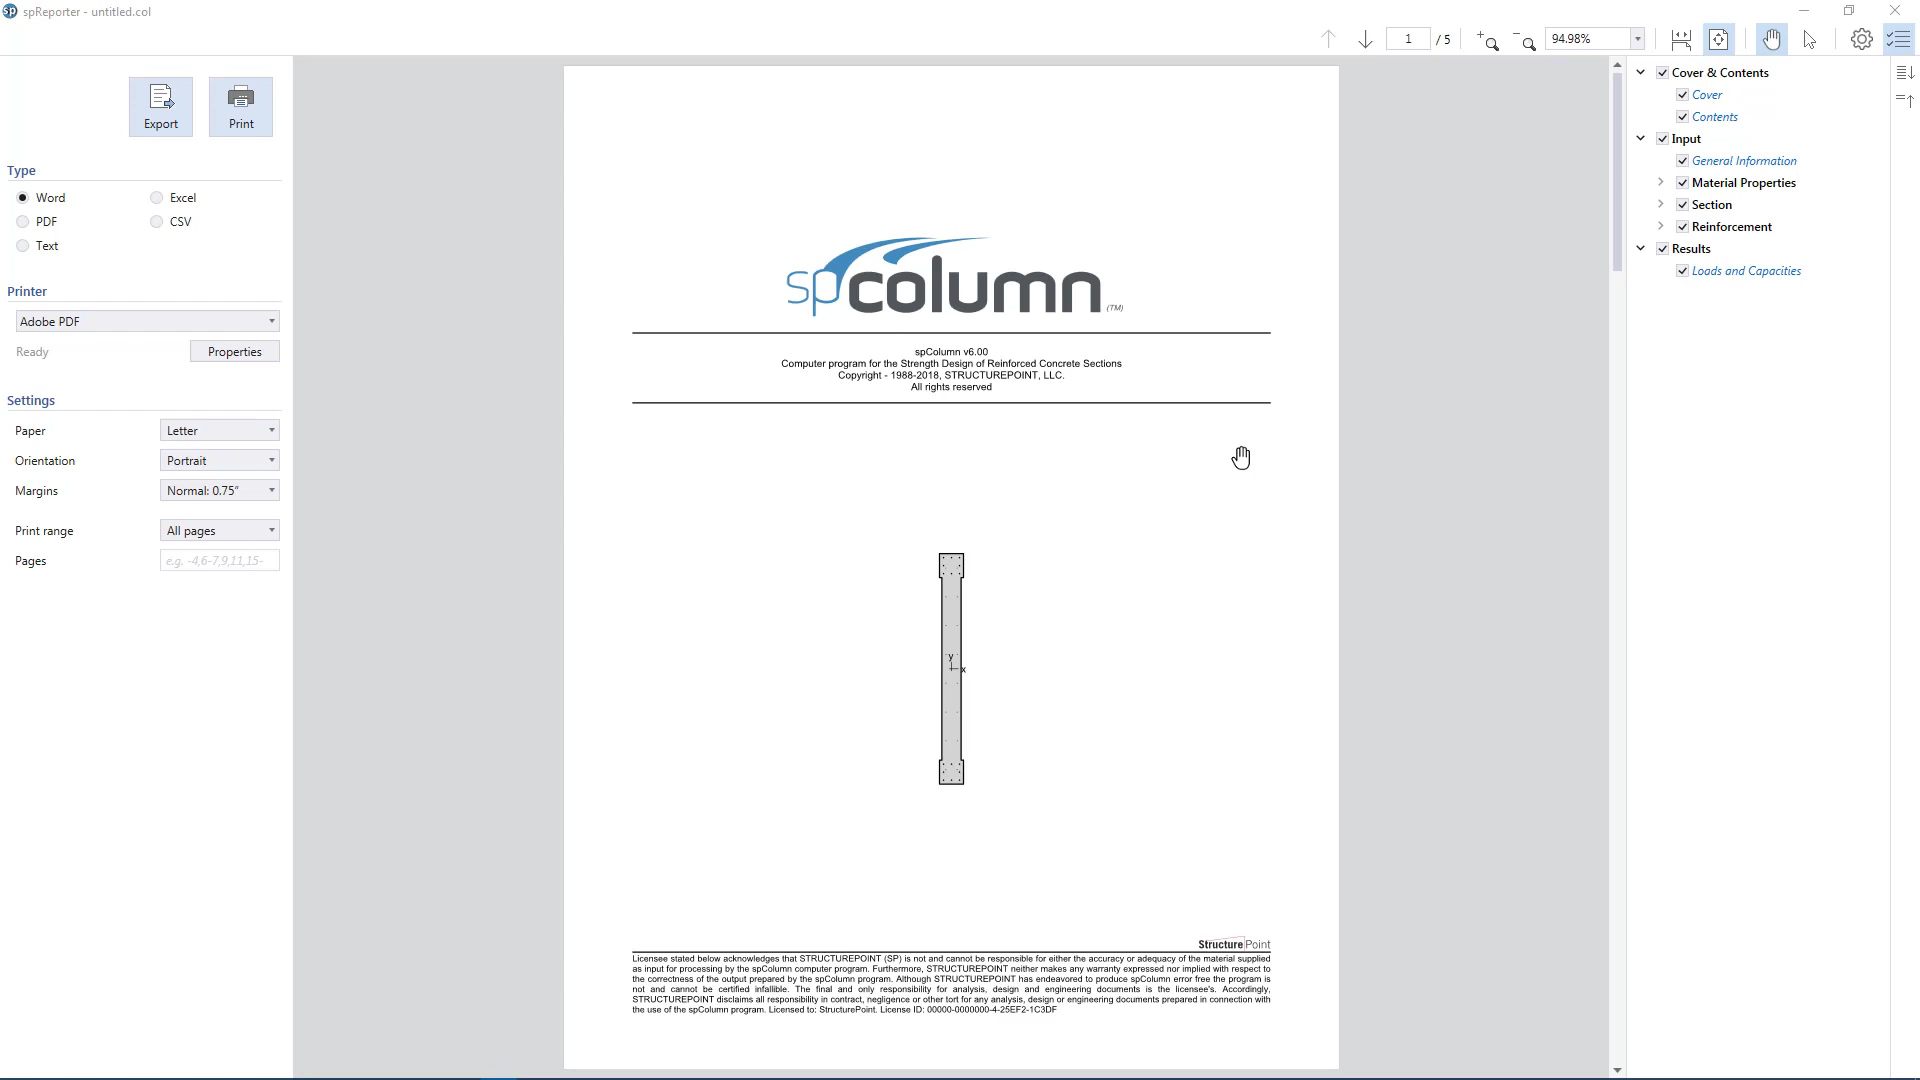 spReporter - untitled.col
1 / 5
94.98%
Export
Print
Type
Word
Excel
PDF
CSV
Text
Printer
Adobe PDF
Ready
Properties
Settings
Paper
Letter
Orientation
Portrait
Margins
Normal: 0.75"
Print range
All pages
Pages
e.g. -4,6-7,9,11,15-
spcolumn (TM)
spColumn v6.00
Computer program for the Strength Design of Reinforced Concrete Sections
Copyright - 1988-2018, STRUCTUREPOINT, LLC.
All rights reserved
y
x
StructurePoint
Licensee stated below acknowledges that STRUCTUREPOINT (SP) is not and cannot be responsible for either the accuracy or adequacy of the material supplied
as input for processing by the spColumn computer program. Furthermore, STRUCTUREPOINT neither makes any warranty expressed nor implied with respect to
the correctness of the output prepared by the spColumn program. Although STRUCTUREPOINT has endeavored to produce spColumn error free the program is
not and cannot be certified infallible. The final and only responsibility for analysis, design and engineering documents is the licensee's. Accordingly,
STRUCTUREPOINT disclaims all responsibility in contract, negligence or other tort for any analysis, design or engineering documents prepared in connection with
the use of the spColumn program. Licensed to: StructurePoint. License ID: 00000-0000000-4-25EF2-1C3DF
Cover & Contents
Cover
Contents
Input
General Information
Material Properties
Section
Reinforcement
Results
Loads and Capacities